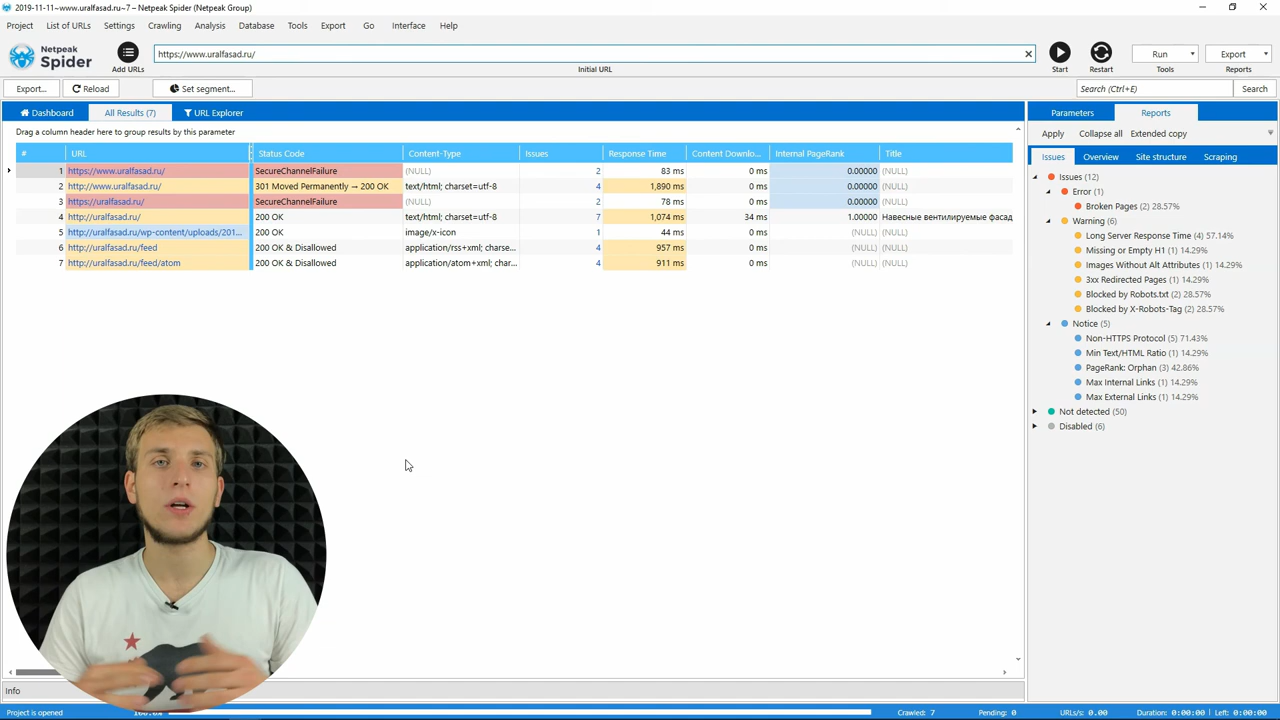 2019-11-11~www.uralfasad.ru~7 – Netpeak Spider (Netpeak Group)
Project List of URLs Settings Crawling Analysis Database Tools Export Go Interface Help
Netpeak Spider
Add URLs
https://www.uralfasad.ru/
Initial URL
Start
Restart
Run
Tools
Export
Reports
Export...
Reload
Set segment...
Search (Ctrl+E)
Search
Dashboard
All Results (7)
URL Explorer
Parameters
Reports
Drag a column header here to group results by this parameter
# URL Status Code Content-Type Issues Response Time Content Downlo... Internal PageRank Title
1 https://www.uralfasad.ru/ SecureChannelFailure (NULL) 2 83 ms 0 ms 0.00000 (NULL)
2 http://www.uralfasad.ru/ 301 Moved Permanently → 200 OK text/html; charset=utf-8 4 1,890 ms 0 ms 0.00000 (NULL)
3 https://uralfasad.ru/ SecureChannelFailure (NULL) 2 78 ms 0 ms 0.00000 (NULL)
4 http://uralfasad.ru/ 200 OK text/html; charset=utf-8 7 1,074 ms 34 ms 1.00000 Навесные вентилируемые фасад
5 http://uralfasad.ru/wp-content/uploads/201... 200 OK image/x-icon 1 44 ms 0 ms (NULL) (NULL)
6 http://uralfasad.ru/feed 200 OK & Disallowed application/rss+xml; charse... 4 957 ms 0 ms (NULL) (NULL)
7 http://uralfasad.ru/feed/atom 200 OK & Disallowed application/atom+xml; char... 4 911 ms 0 ms (NULL) (NULL)
Apply Collapse all Extended copy
Issues Overview Site structure Scraping
Issues (12)
Error (1)
Broken Pages (2) 28.57%
Warning (6)
Long Server Response Time (4) 57.14%
Missing or Empty H1 (1) 14.29%
Images Without Alt Attributes (1) 14.29%
3xx Redirected Pages (1) 14.29%
Blocked by Robots.txt (2) 28.57%
Blocked by X-Robots-Tag (2) 28.57%
Notice (5)
Non-HTTPS Protocol (5) 71.43%
Min Text/HTML Ratio (1) 14.29%
PageRank: Orphan (3) 42.86%
Max Internal Links (1) 14.29%
Max External Links (1) 14.29%
Not detected (50)
Disabled (6)
Info
Project is opened
Crawled: 7 Pending: 0 URLs/s: 0.00 Duration: 0:00:00 Left: 0:00:00